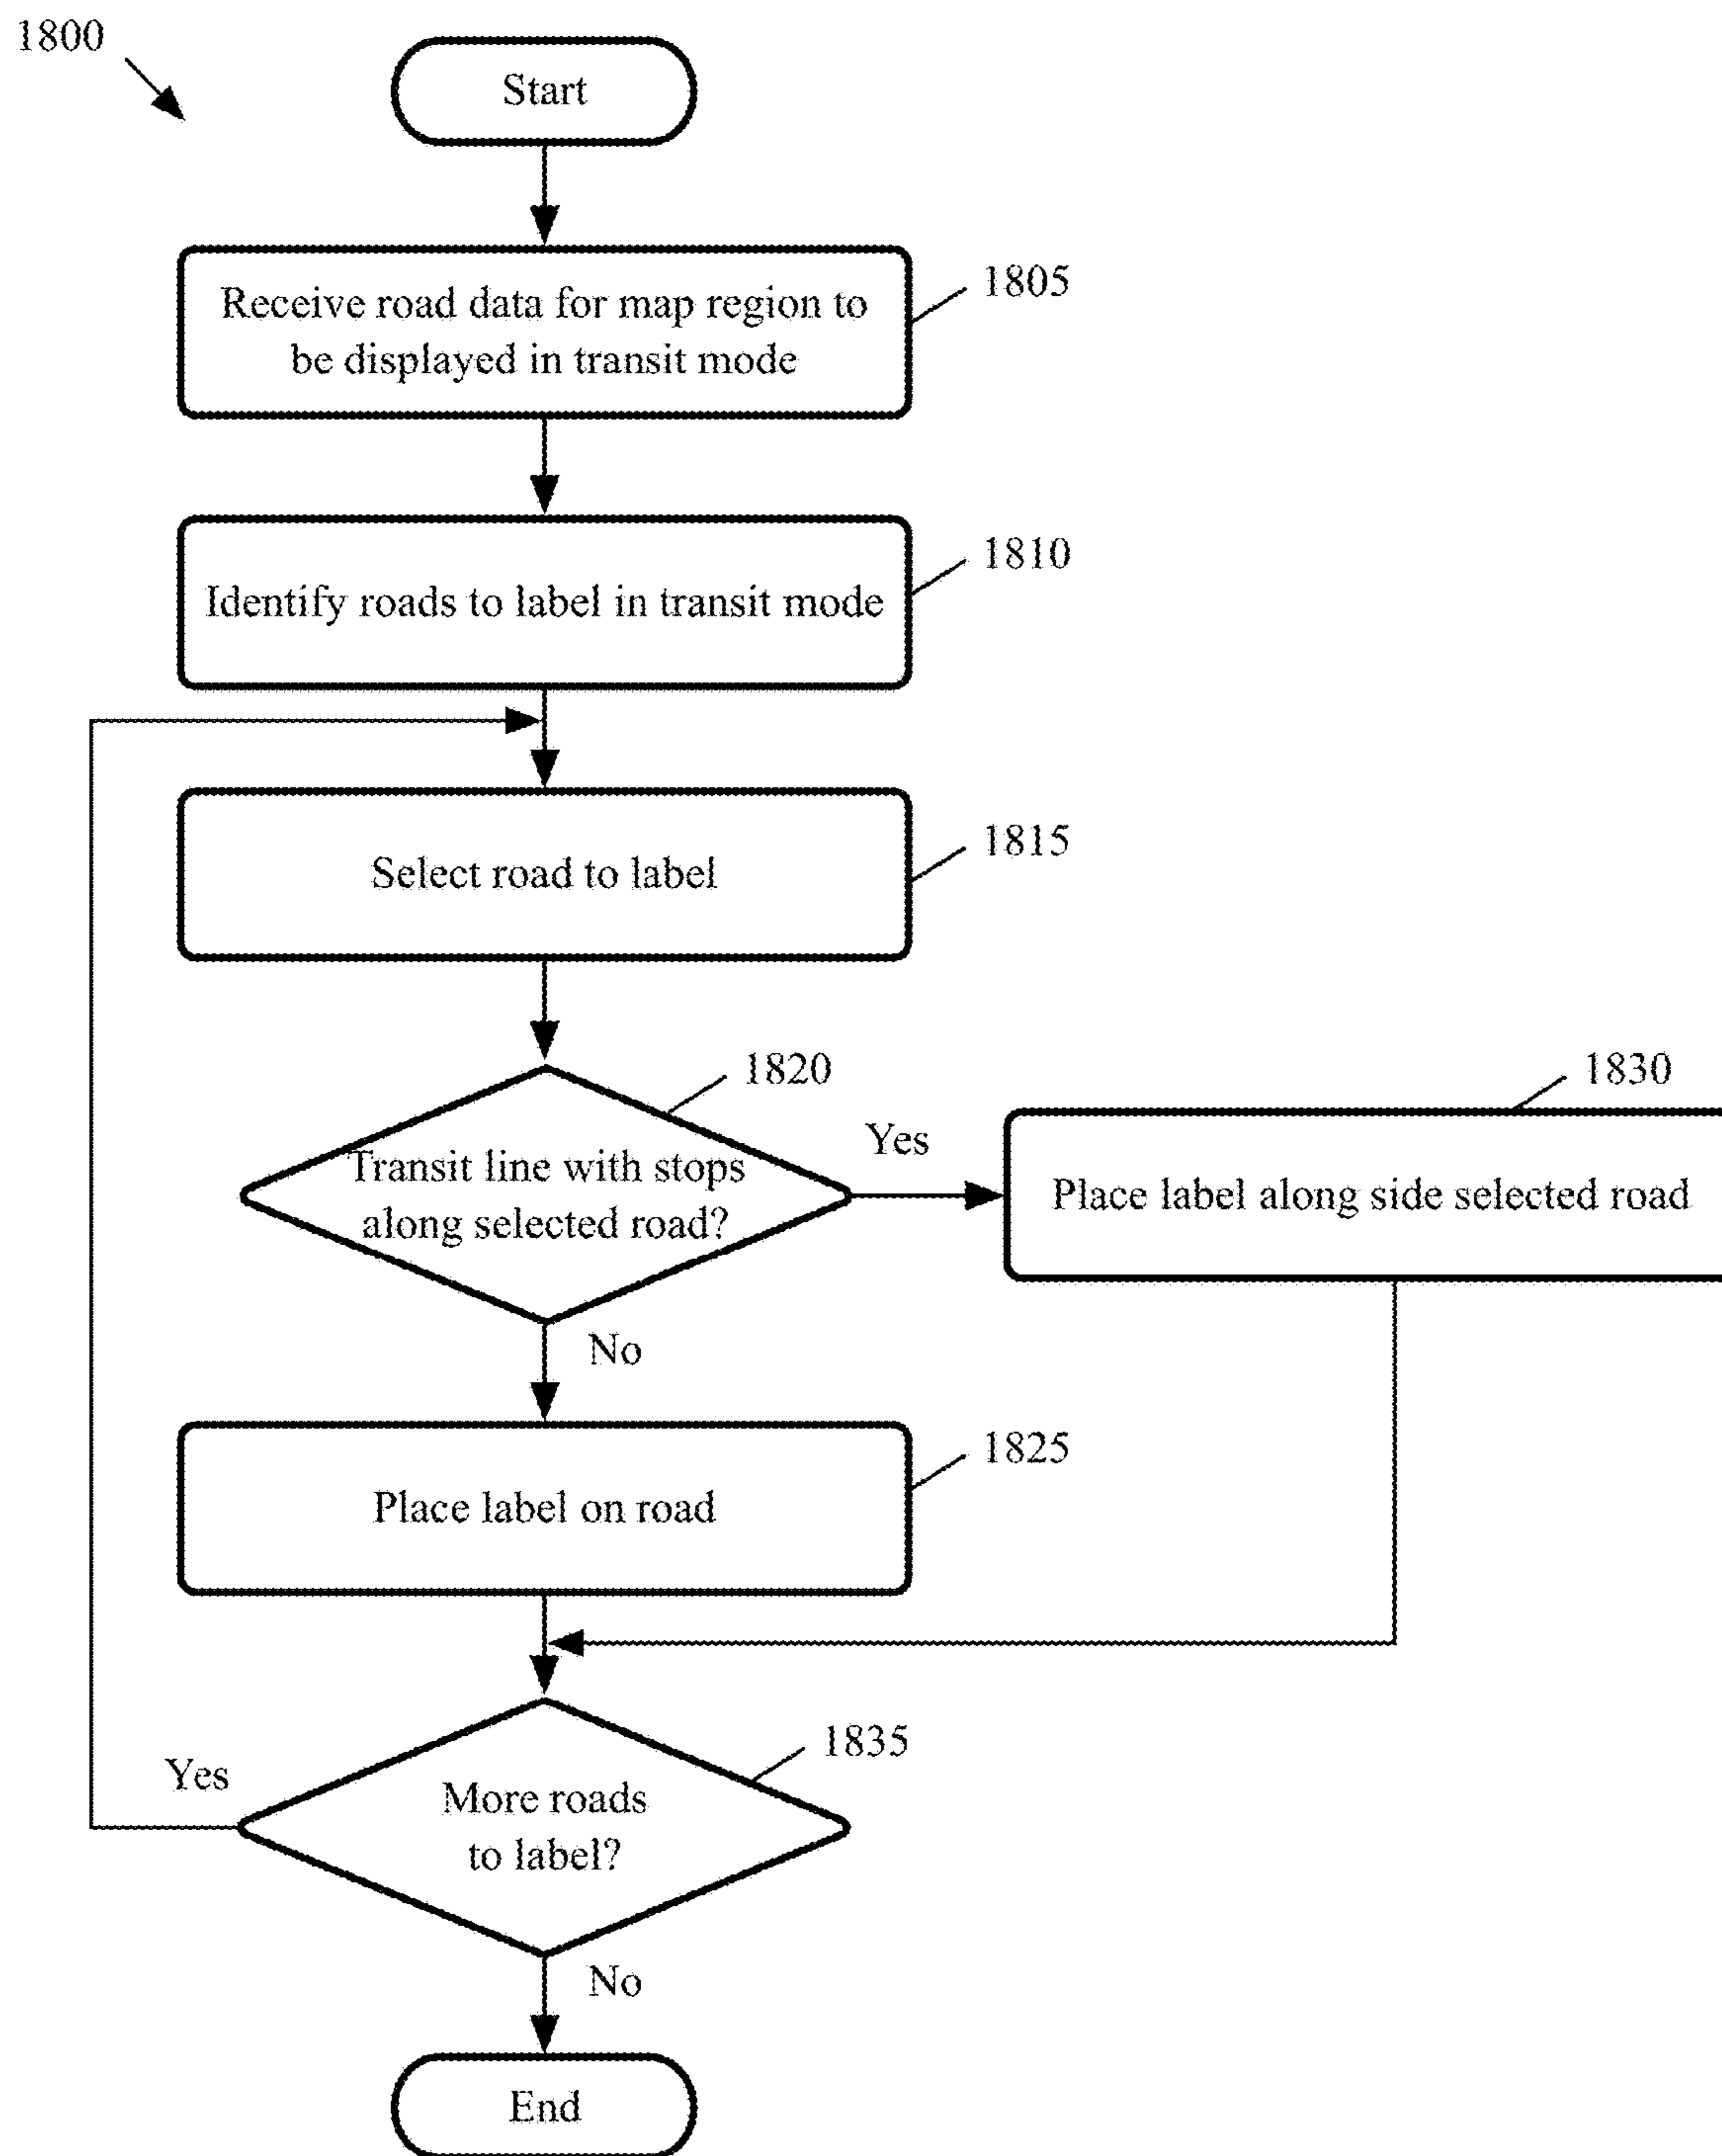 1800
Start
Receive road data for map region to
be displayed in transit mode
1805
Identify roads to label in transit mode
1810
Select road to label
1815
Transit line with stops
along selected road?
1820
Yes
Place label along side selected road
1830
No
Place label on road
1825
More roads
to label?
1835
Yes
No
End